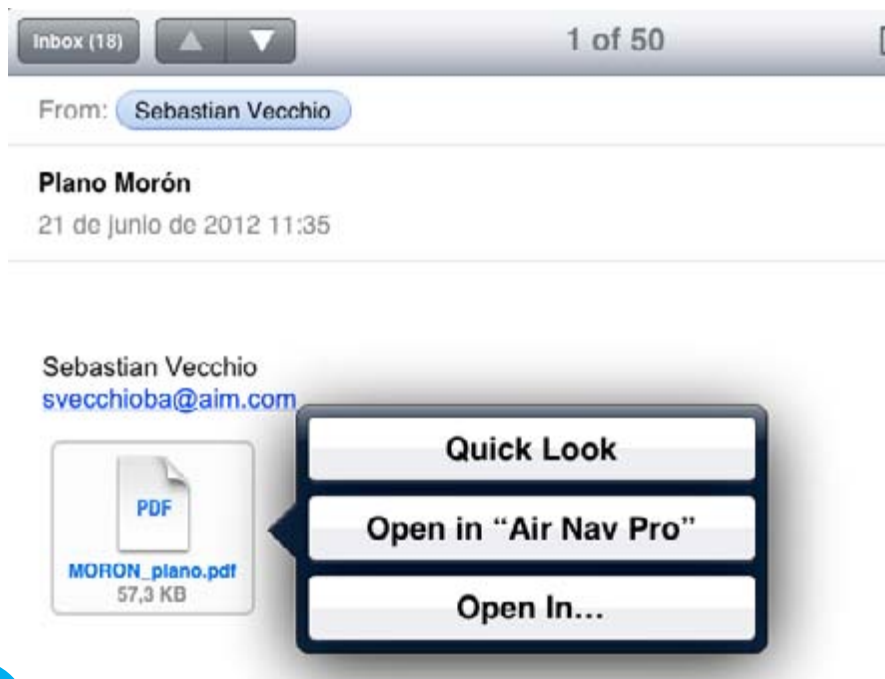 Inbox (18)
1 of 50
From: Sebastian Vecchio
Plano Morón
21 de junio de 2012 11:35
Sebastian Vecchio
svecchioba@aim.com
Quick Look
PDF
Open in “Air Nav Pro”
MORON_plano.pdf
57,3 KB
Open In...